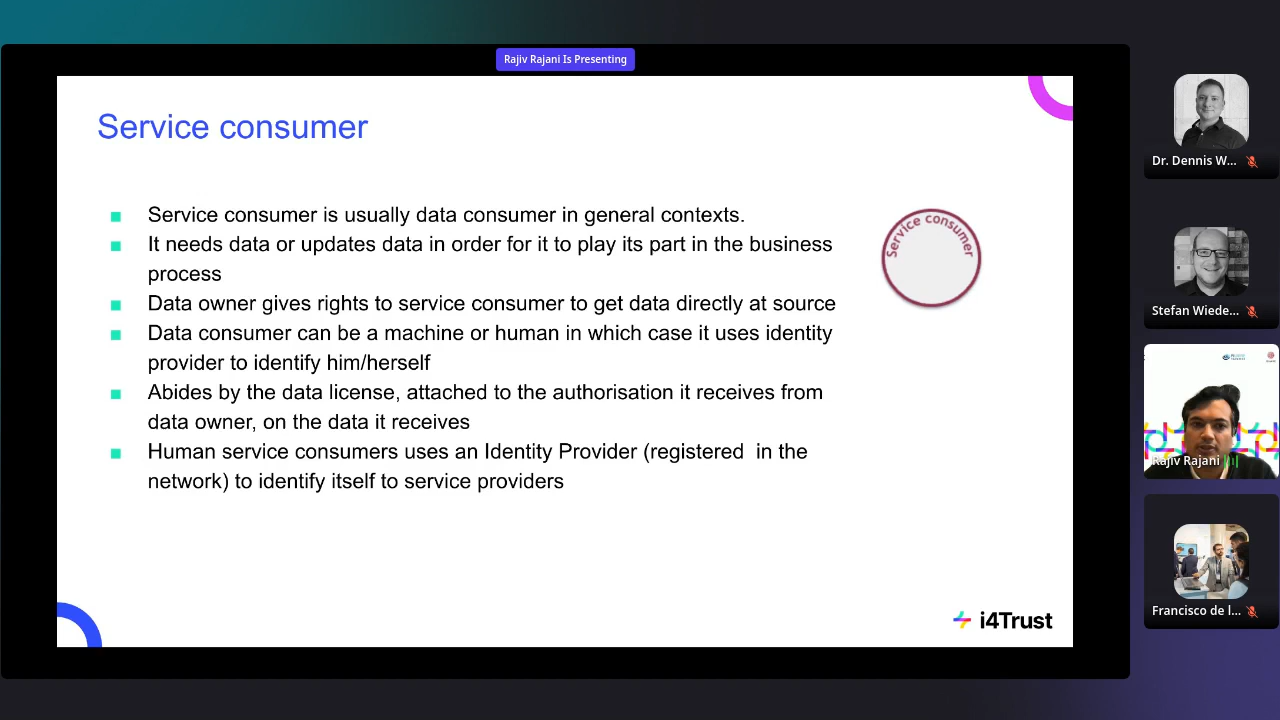 Rajiv Rajani Is Presenting
Service consumer
Service consumer is usually data consumer in general contexts.
It needs data or updates data in order for it to play its part in the business
process
Data owner gives rights to service consumer to get data directly at source
Data consumer can be a machine or human in which case it uses identity
provider to identify him/herself
Abides by the data license, attached to the authorisation it receives from
data owner, on the data it receives
Human service consumers uses an Identity Provider (registered  in the
network) to identify itself to service providers
Service consumer
i4Trust
Dr. Dennis W...
Stefan Wiede...
Rajiv Rajani
Francisco de l...